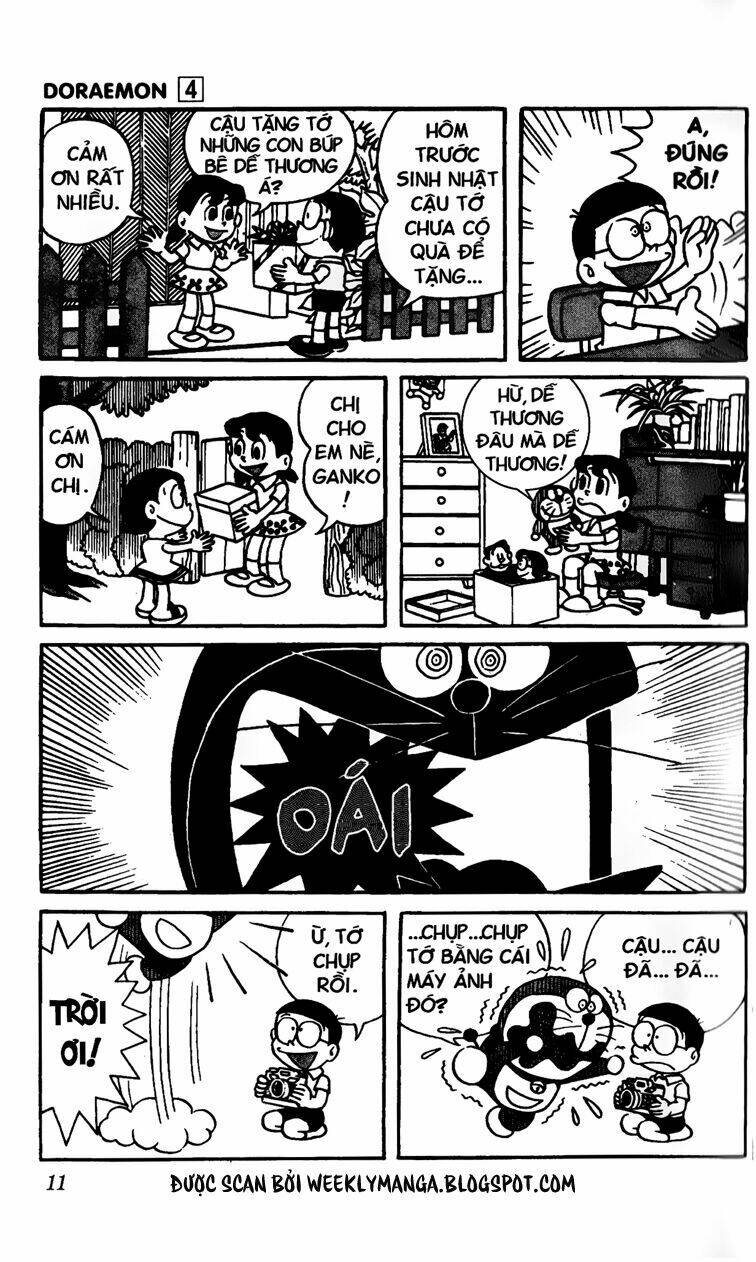 DORAEMON 4
A,
ĐÚNG
RỒI!
HÔM
TRƯỚC
SINH NHẬT
CẬU TỚ
CHƯA CÓ
QUÀ ĐỂ
TẶNG...
CẬU TẶNG TỚ
NHỮNG CON BÚP
BÊ DỄ THƯƠNG
Á?
CẢM
ƠN RẤT
NHIỀU.
HỪ, DỄ
THƯƠNG
ĐÂU MÀ DỄ
THƯƠNG!
CHỊ
CHO
EM NÈ,
GANKO
!
CÁM
ƠN
CHỊ.
OÁI
CẬU... CẬU
ĐÃ... ĐÃ...
...CHỤP...CHỤP
TỚ BẰNG CÁI
MÁY ẢNH
ĐÓ?
Ừ, TỚ
CHỤP
RỒI.
TRỜI
ƠI!
11
ĐƯỢC SCAN BỞI WEEKLYMANGA.BLOGSPOT.COM